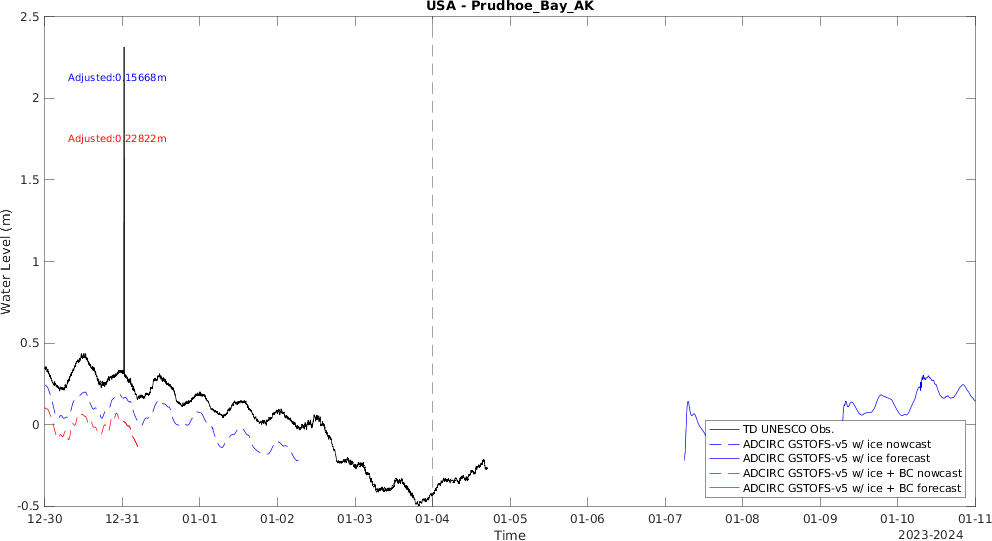 USA - Prudhoe_Bay_AK
2.5
2
1.5
1
0.5
0
-0.5
Water Level (m)
Adjusted:0.15668m
Adjusted:0.22822m
TD UNESCO Obs.
ADCIRC GSTOFS-v5 w/ ice nowcast
ADCIRC GSTOFS-v5 w/ ice forecast
ADCIRC GSTOFS-v5 w/ ice + BC nowcast
ADCIRC GSTOFS-v5 w/ ice + BC forecast
12-30 12-31 01-01 01-02 01-03 01-04 01-05 01-06 01-07 01-08 01-09 01-10 01-11
Time
2023-2024